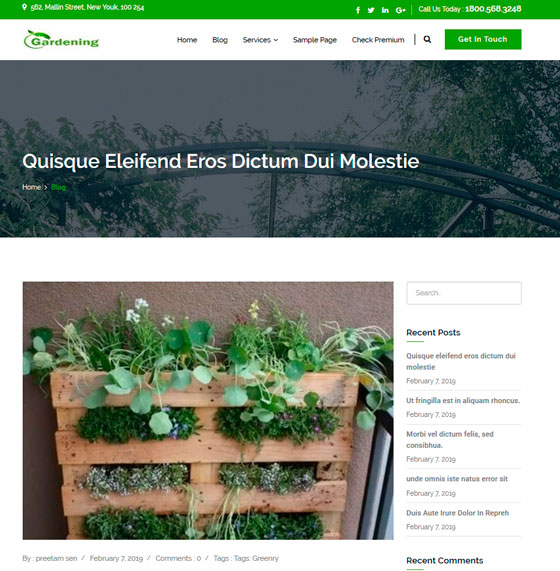 562, Mallin Street, New Youk, 100 254
Call Us Today : 1800.568.3248
Gardening
Home Blog Services Sample Page Check Premium Get In Touch
Quisque Eleifend Eros Dictum Dui Molestie
Home > Blog
Search..
Recent Posts
Quisque eleifend eros dictum dui
molestie
February 7, 2019
Ut fringilla est in aliquam rhoncus.
February 7, 2019
Morbi vel dictum felis, sed
consibhua.
February 7, 2019
unde omnis iste natus error sit
February 7, 2019
Duis Aute Irure Dolor In Repreh
February 7, 2019
Recent Comments
By : preetam sen / February 7, 2019 / Comments : 0 / Tags : Tags: Greenry